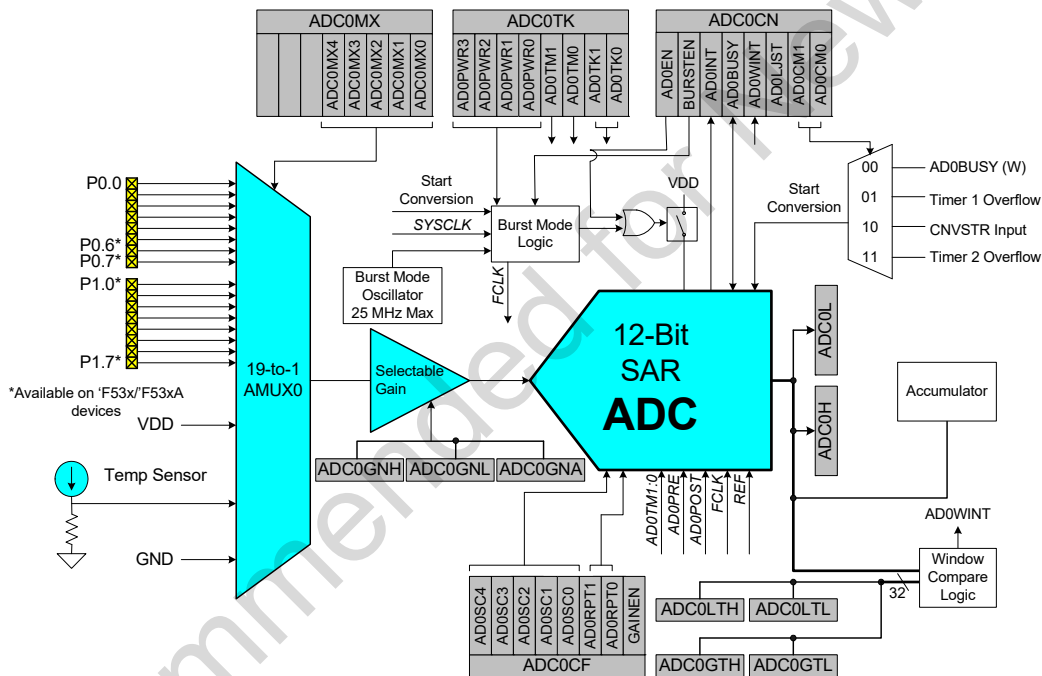 ADC0MX
ADC0MX4
ADC0MX3
ADC0MX2
ADC0MX1
ADC0MX0
ADC0TK
AD0PWR3
AD0PWR2
AD0PWR1
AD0PWR0
AD0TM1
AD0TM0
AD0TK1
AD0TK0
ADC0CN
AD0EN
BURSTEN
AD0INT
AD0BUSY
AD0WINT
AD0LJST
AD0CM1
AD0CM0
P0.0
P0.6*
P0.7*
P1.0*
P1.7*
*Available on 'F53x/'F53xA
devices
VDD
Temp Sensor
GND
19-to-1
AMUX0
Start
Conversion
SYSCLK
Burst Mode
Logic
Burst Mode
Oscillator
25 MHz Max
FCLK
VDD
Start
Conversion
00
01
10
11
AD0BUSY (W)
Timer 1 Overflow
CNVSTR Input
Timer 2 Overflow
Selectable
Gain
ADC0GNH
ADC0GNL
ADC0GNA
12-Bit
SAR
ADC
ADC0L
ADC0H
Accumulator
AD0TM1:0
AD0PRE
AD0POST
FCLK
REF
AD0WINT
Window
Compare
Logic
32
ADC0LTH
ADC0LTL
ADC0GTH
ADC0GTL
AD0SC4
AD0SC3
AD0SC2
AD0SC1
AD0SC0
AD0RPT1
AD0RPT0
GAINEN
ADC0CF
mmended for New